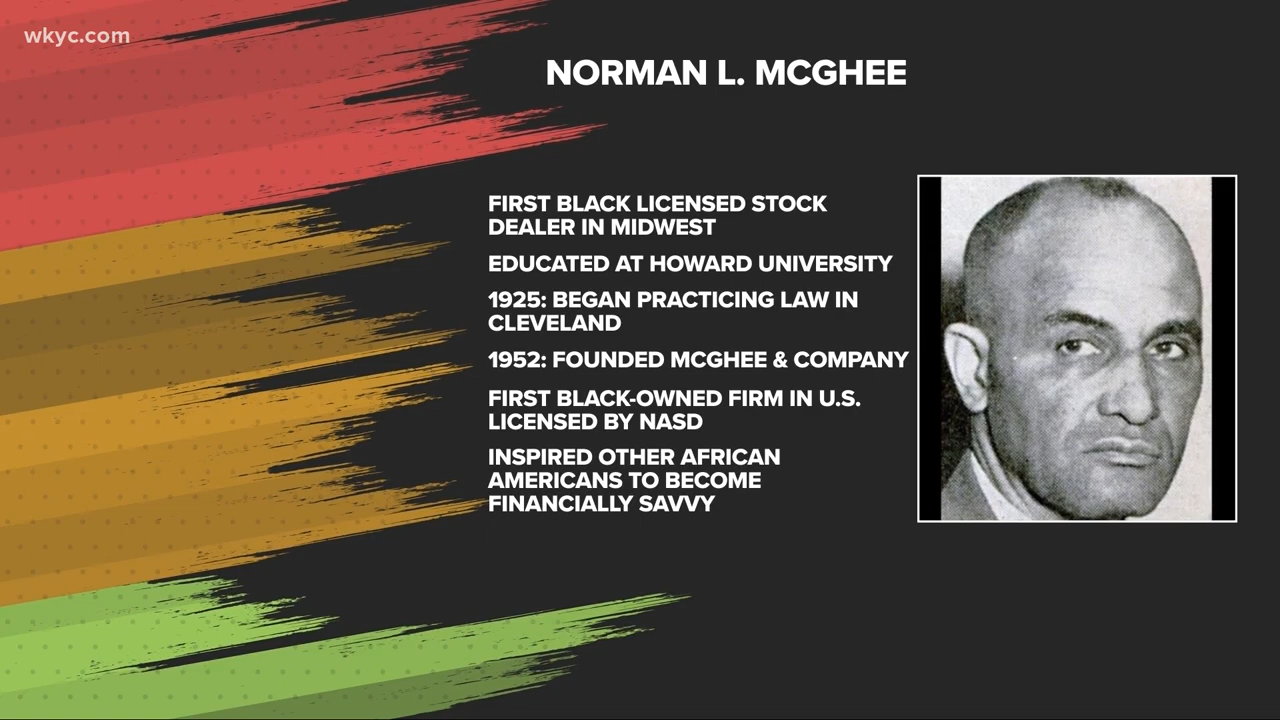 wkyc.com
NORMAN L. MCGHEE
FIRST BLACK LICENSED STOCK
DEALER IN MIDWEST
EDUCATED AT HOWARD UNIVERSITY
1925: BEGAN PRACTICING LAW IN
CLEVELAND
1952: FOUNDED MCGHEE & COMPANY
FIRST BLACK-OWNED FIRM IN U.S.
LICENSED BY NASD
INSPIRED OTHER AFRICAN
AMERICANS TO BECOME
FINANCIALLY SAVVY